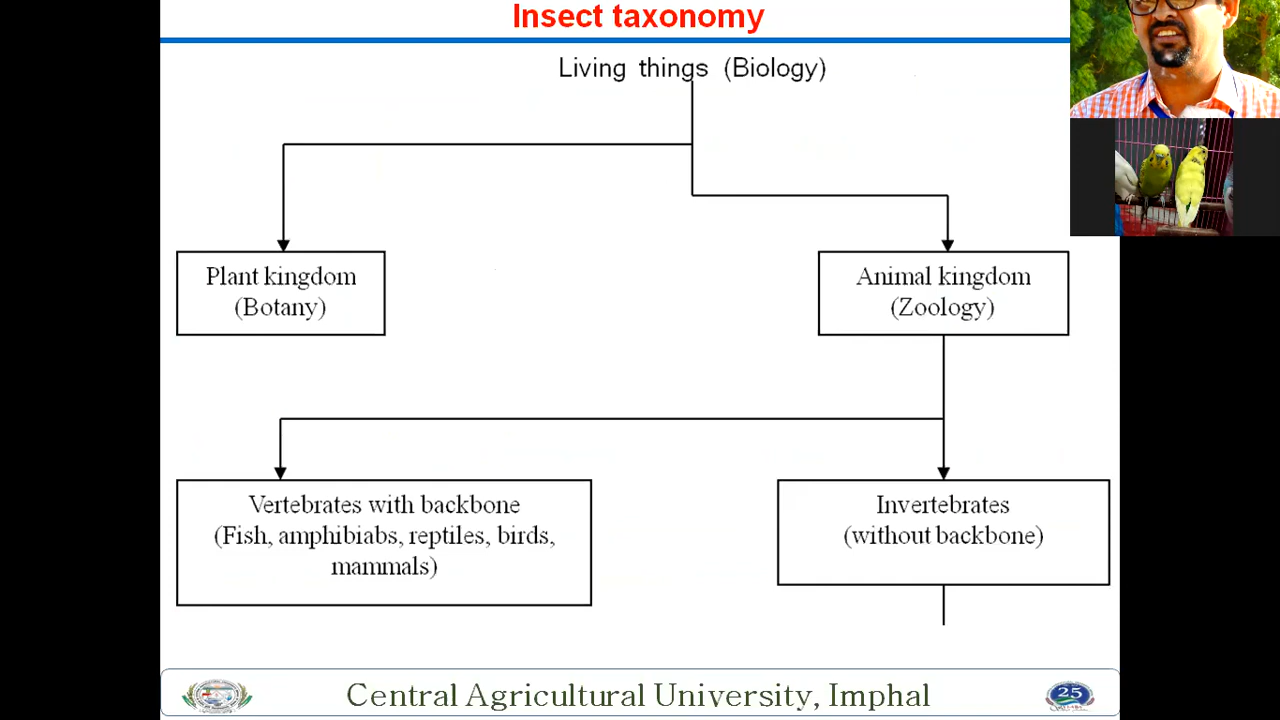 Insect taxonomy
Living things (Biology)
Plant kingdom
(Botany)
Animal kingdom
(Zoology)
Vertebrates with backbone
(Fish, amphibiabs, reptiles, birds,
mammals)
Invertebrates
(without backbone)
Central Agricultural University, Imphal
25